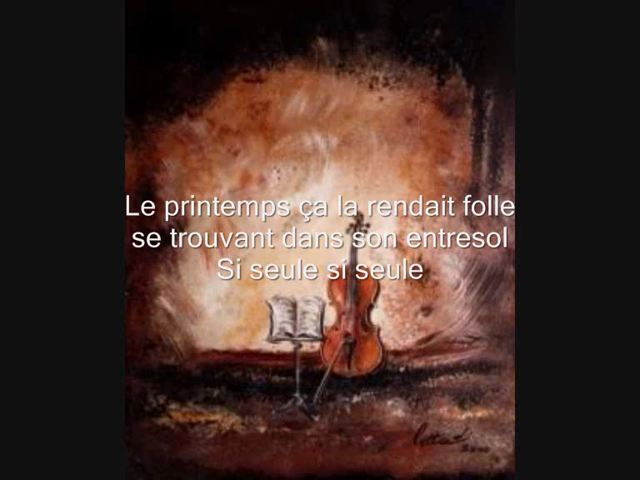 Le printemps ça la rendait folle
se trouvant dans son entresol
Si seule si seule